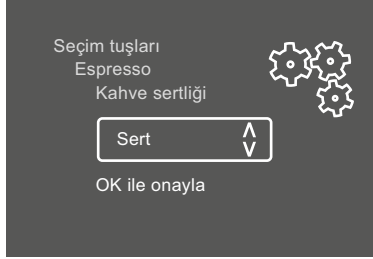 Seçim tuşları
Espresso
Kahve sertliği
Sert
OK ile onayla